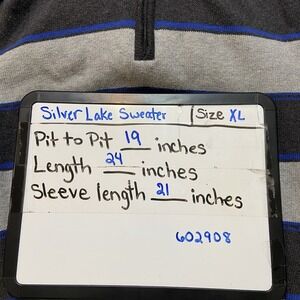 Silver Lake Sweater | Size XL
Pit to Pit 19 inches
Length 24 inches
Sleeve length 21 inches
602908